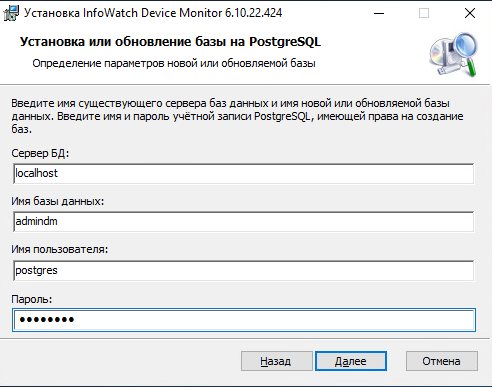 Установка InfoWatch Device Monitor 6.10.22.424
Установка или обновление базы на PostgreSQL
Определение параметров новой или обновляемой базы
Введите имя существующего сервера баз данных и имя новой или обновляемой базы
данных. Введите имя и пароль учётной записи PostgreSQL, имеющей права на создание
баз.
Сервер БД:
localhost
Имя базы данных:
admindm
Имя пользователя:
postgres
Пароль:
●●●●●●●●
Назад Далее Отмена